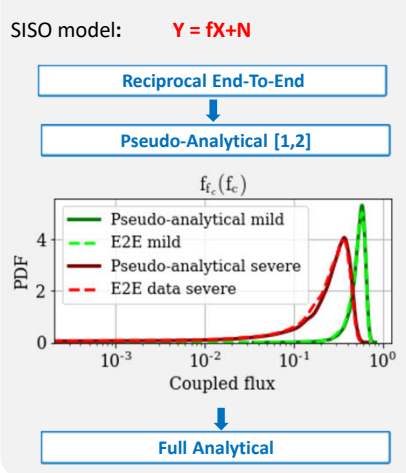 SISO model: Y = fX+N
Reciprocal End-To-End
Pseudo-Analytical [1,2]
f_{f_c}(f_c)
Pseudo-analytical mild
E2E mild
Pseudo-analytical severe
E2E data severe
PDF
4
2
0
10^{-3} 10^{-2} 10^{-1} 10^{0}
Coupled flux
Full Analytical